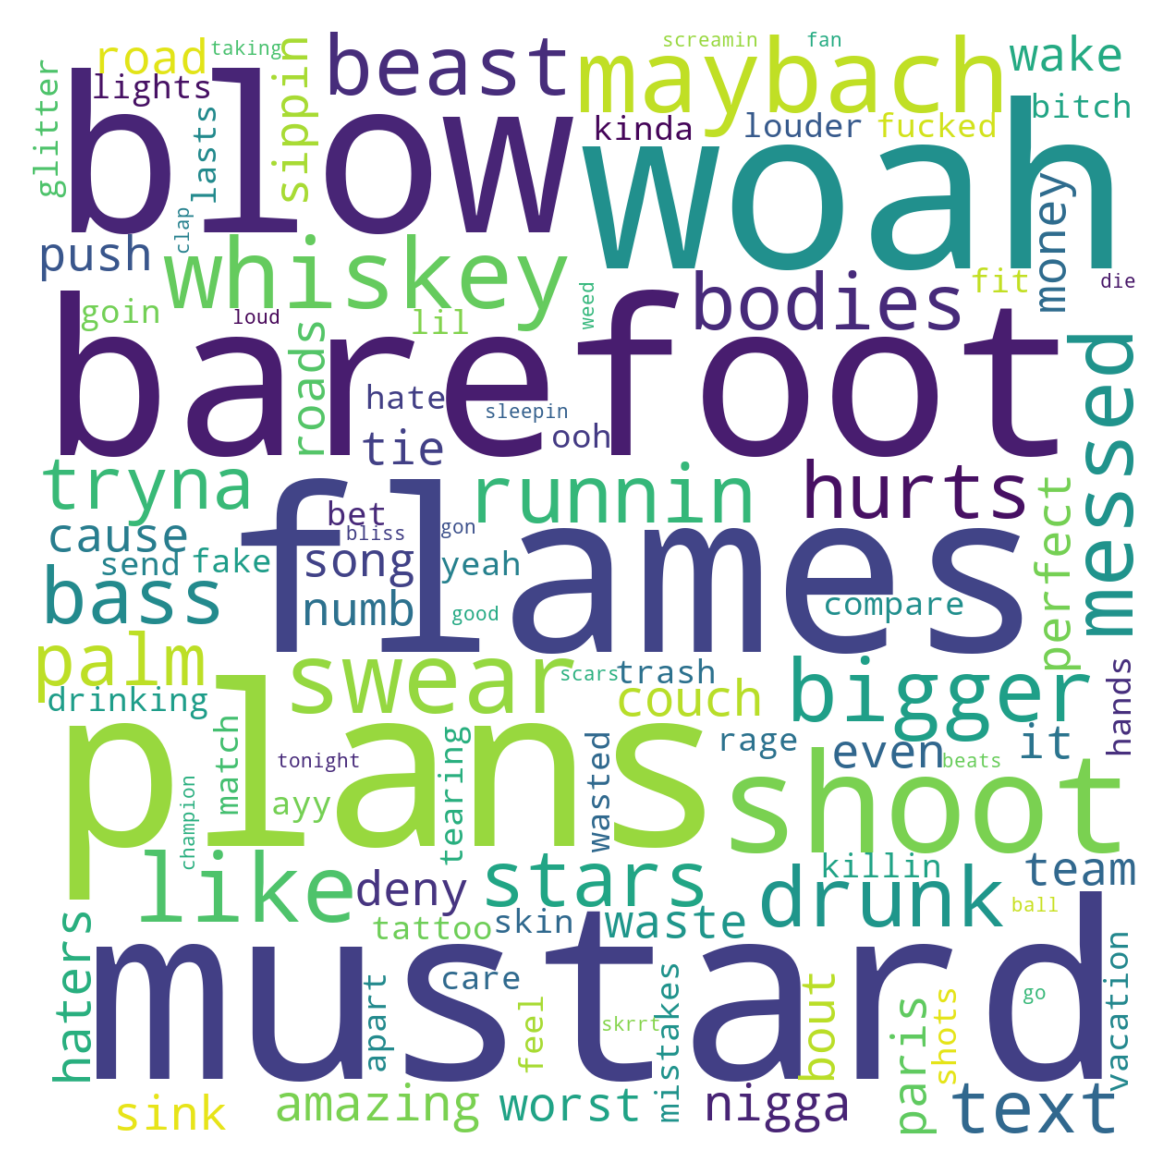 taking
screamin
fan
road
beast
maybach
wake
glitter
lights
blow
sippin
lasts
kinda
louder
fucked
bitch
woah
clap
push
whiskey
money
bodies
fit
die
goin
loud
lil
weed
barefoot
roads
messed
hate
sleepin
tie
ooh
tryna
runnin
hurts
bet
cause
bliss
gon
send
fake
song
yeah
perfect
flames
bass
numb
good
compare
palm
swear
scars
trash
bigger
hands
drinking
couch
match
plans
tonight
tearing
wasted
rage
even
it
beats
shoot
champion
ayy
like
deny
stars
killin
team
drunk
haters
tattoo
skin
waste
ball
mustard
care
apart
feel
skrrt
mistakes
bout
paris
shots
go
vacation
sink
amazing
worst
nigga
text